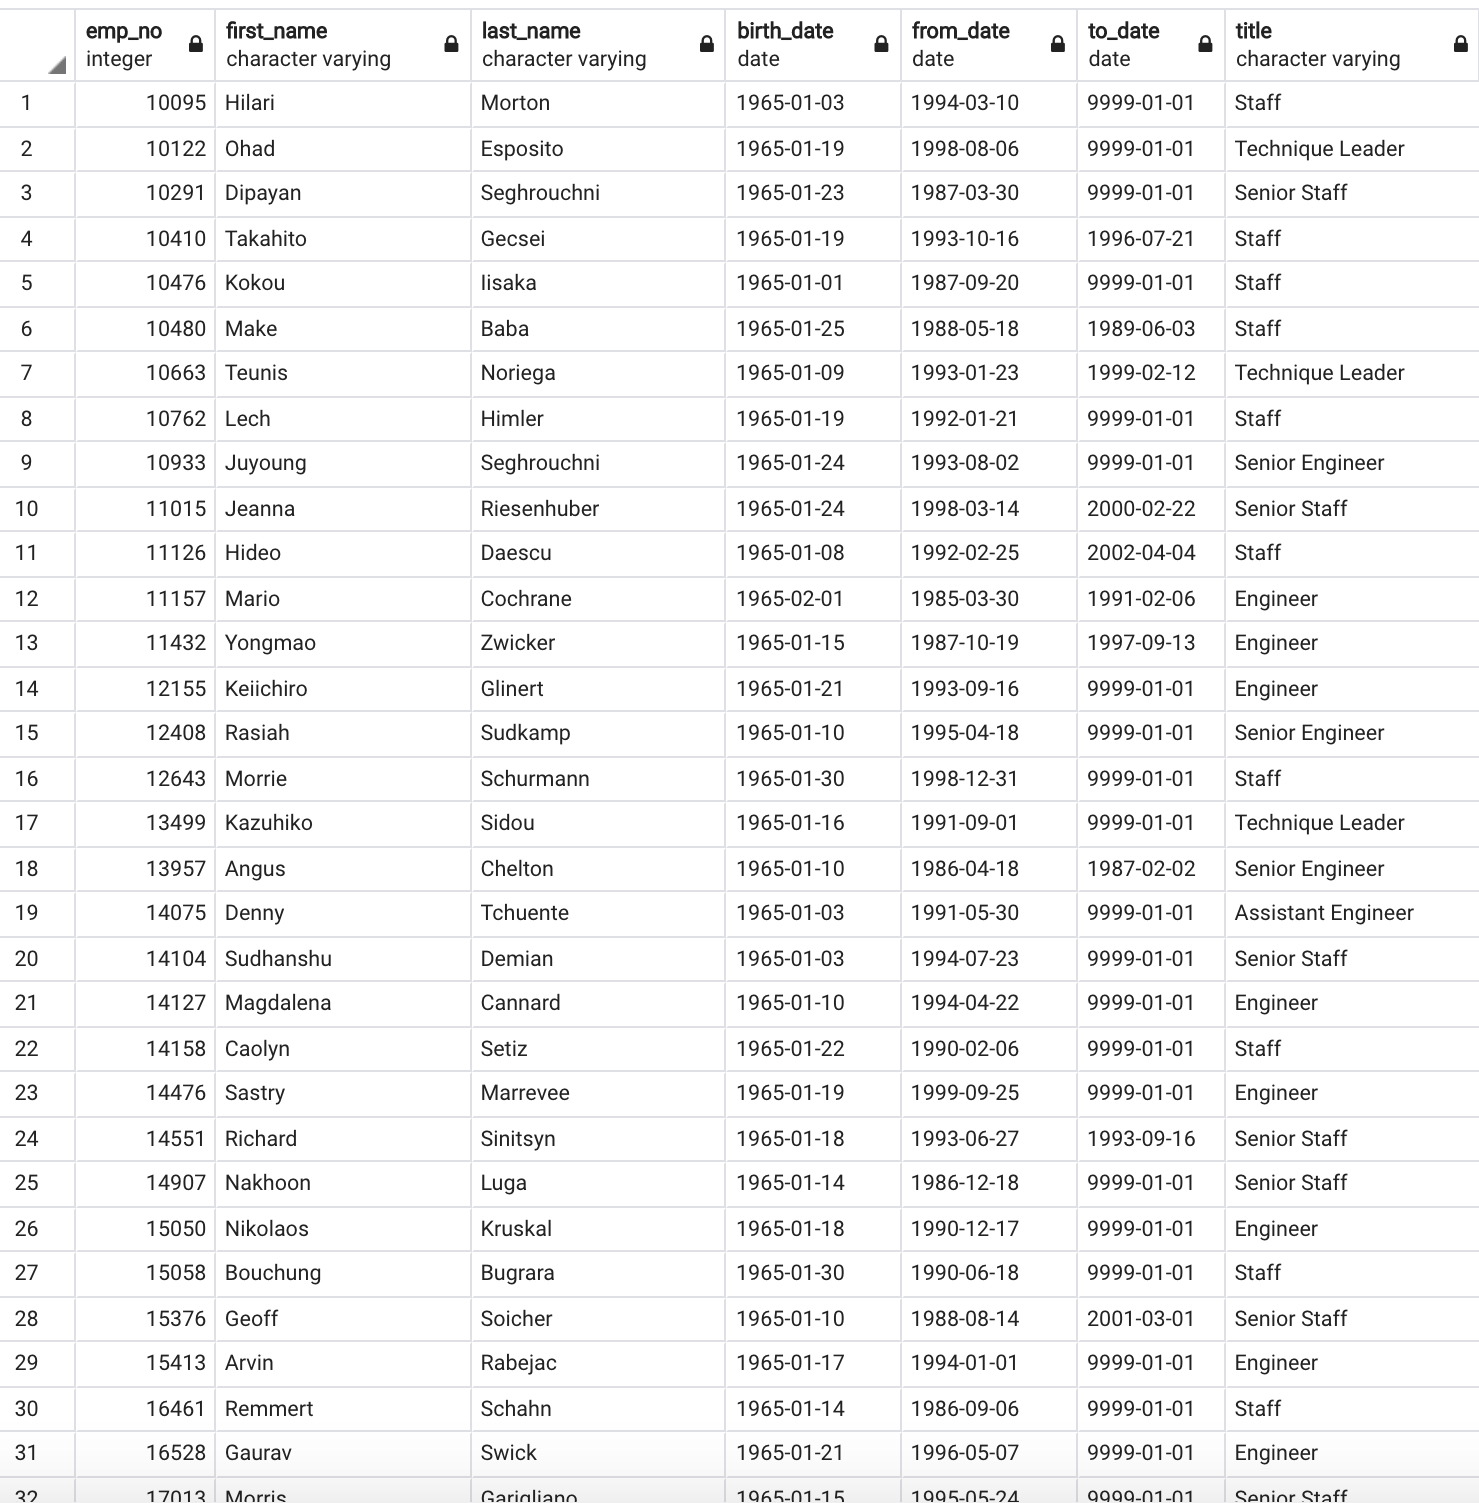 emp_no first_name last_name birth_date from_date to_date title
integer character varying character varying date date date character varying
1 10095 Hilari Morton 1965-01-03 1994-03-10 9999-01-01 Staff
2 10122 Ohad Esposito 1965-01-19 1998-08-06 9999-01-01 Technique Leader
3 10291 Dipayan Seghrouchni 1965-01-23 1987-03-30 9999-01-01 Senior Staff
4 10410 Takahito Gecsei 1965-01-19 1993-10-16 1996-07-21 Staff
5 10476 Kokou Iisaka 1965-01-01 1987-09-20 9999-01-01 Staff
6 10480 Make Baba 1965-01-25 1988-05-18 1989-06-03 Staff
7 10663 Teunis Noriega 1965-01-09 1993-01-23 1999-02-12 Technique Leader
8 10762 Lech Himler 1965-01-19 1992-01-21 9999-01-01 Staff
9 10933 Juyoung Seghrouchni 1965-01-24 1993-08-02 9999-01-01 Senior Engineer
10 11015 Jeanna Riesenhuber 1965-01-24 1998-03-14 2000-02-22 Senior Staff
11 11126 Hideo Daescu 1965-01-08 1992-02-25 2002-04-04 Staff
12 11157 Mario Cochrane 1965-02-01 1985-03-30 1991-02-06 Engineer
13 11432 Yongmao Zwicker 1965-01-15 1987-10-19 1997-09-13 Engineer
14 12155 Keiichiro Glinert 1965-01-21 1993-09-16 9999-01-01 Engineer
15 12408 Rasiah Sudkamp 1965-01-10 1995-04-18 9999-01-01 Senior Engineer
16 12643 Morrie Schurmann 1965-01-30 1998-12-31 9999-01-01 Staff
17 13499 Kazuhiko Sidou 1965-01-16 1991-09-01 9999-01-01 Technique Leader
18 13957 Angus Chelton 1965-01-10 1986-04-18 1987-02-02 Senior Engineer
19 14075 Denny Tchuente 1965-01-03 1991-05-30 9999-01-01 Assistant Engineer
20 14104 Sudhanshu Demian 1965-01-03 1994-07-23 9999-01-01 Senior Staff
21 14127 Magdalena Cannard 1965-01-10 1994-04-22 9999-01-01 Engineer
22 14158 Caolyn Setiz 1965-01-22 1990-02-06 9999-01-01 Staff
23 14476 Sastry Marrevee 1965-01-19 1999-09-25 9999-01-01 Engineer
24 14551 Richard Sinitsyn 1965-01-18 1993-06-27 1993-09-16 Senior Staff
25 14907 Nakhoon Luga 1965-01-14 1986-12-18 9999-01-01 Senior Staff
26 15050 Nikolaos Kruskal 1965-01-18 1990-12-17 9999-01-01 Engineer
27 15058 Bouchung Bugrara 1965-01-30 1990-06-18 9999-01-01 Staff
28 15376 Geoff Soicher 1965-01-10 1988-08-14 2001-03-01 Senior Staff
29 15413 Arvin Rabejac 1965-01-17 1994-01-01 9999-01-01 Engineer
30 16461 Remmert Schahn 1965-01-14 1986-09-06 9999-01-01 Staff
31 16528 Gaurav Swick 1965-01-21 1996-05-07 9999-01-01 Engineer
32 17013 Morris Garigliano 1965-01-15 1995-05-24 9999-01-01 Senior Staff